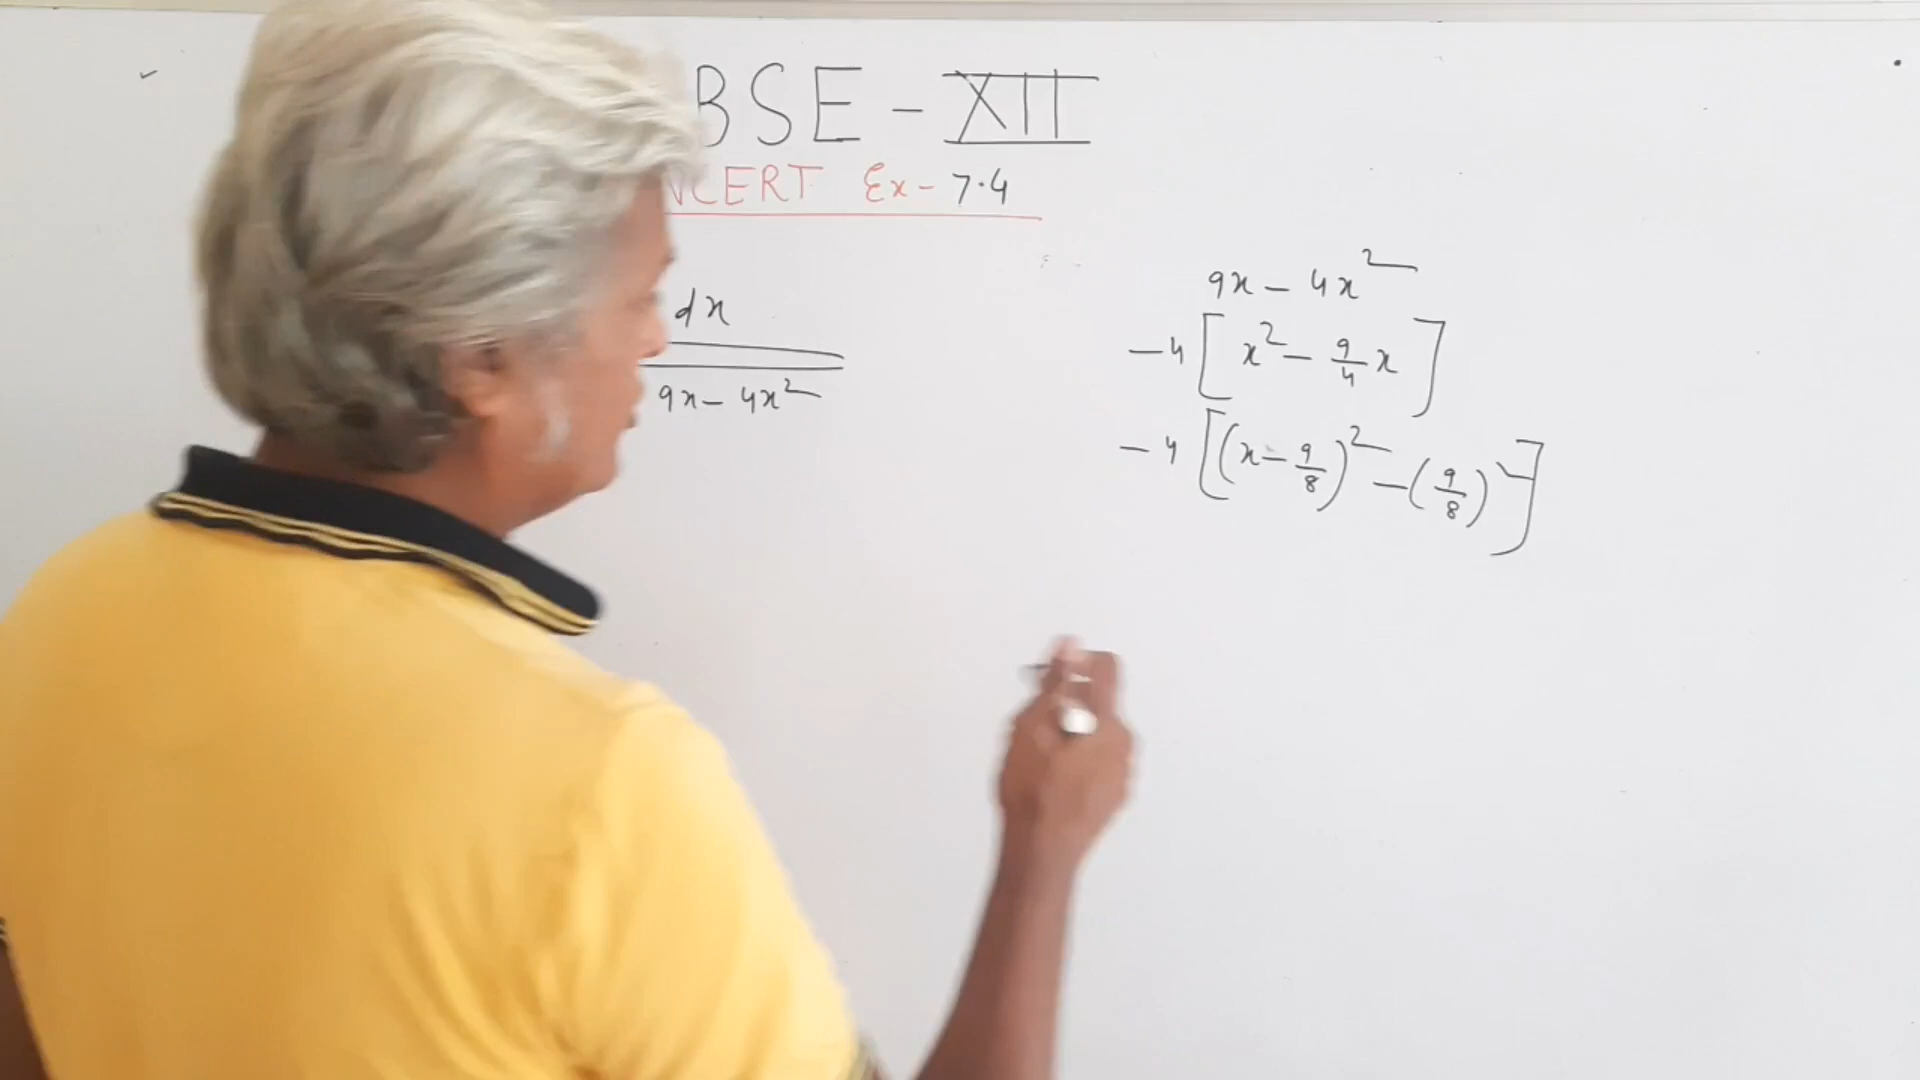 BSE - XII
NCERT Ex - 7.4
dx
9x - 4x²
9x - 4x²
-4 [x² - 9/4 x]
-4 [(x - 9/8)² - (9/8)²]